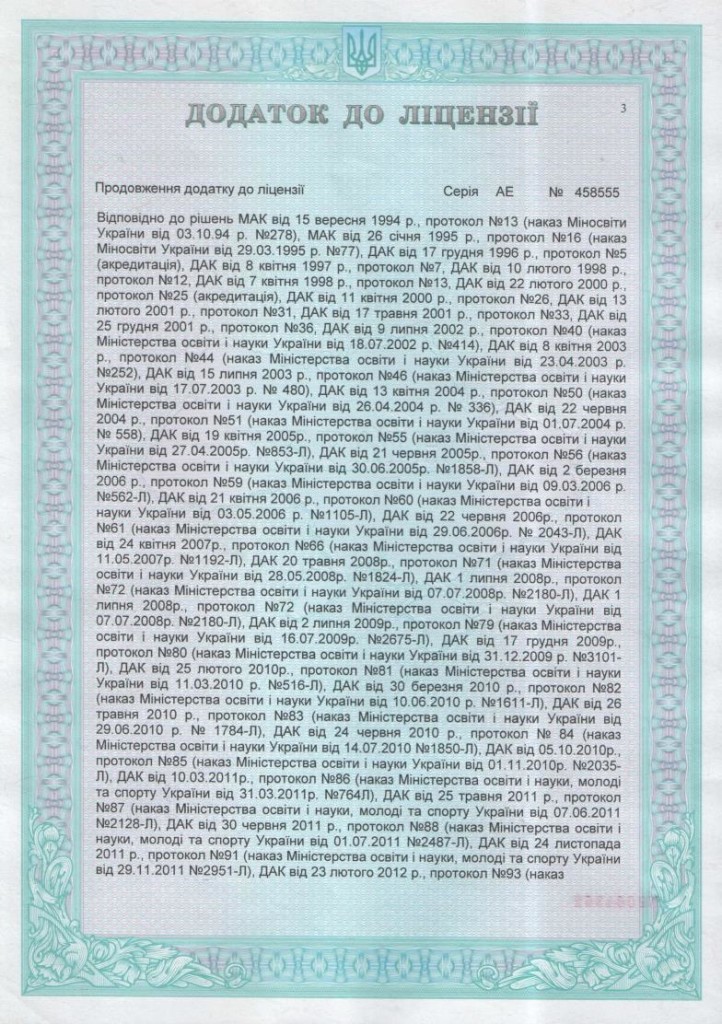 ДОДАТОК ДО ЛІЦЕНЗІЇ
3
Продовження додатку до ліцензії Серія АЕ № 458555
Відповідно до рішень МАК від 15 вересня 1994 р., протокол №13 (наказ Міносвіти
України від 03.10.94 р. №278), МАК від 26 січня 1995 р., протокол №16 (наказ
Міносвіти України від 29.03.1995 р. №77), ДАК від 17 грудня 1996 р., протокол №5
(акредитація), ДАК від 8 квітня 1997 р., протокол №7, ДАК від 10 лютого 1998 р.,
протокол №12, ДАК від 7 квітня 1998 р., протокол №13, ДАК від 22 лютого 2000 р.,
протокол №25 (акредитація), ДАК від 11 квітня 2000 р., протокол №26, ДАК від 13
лютого 2001 р., протокол №31, ДАК від 17 травня 2001 р., протокол №33, ДАК від
25 грудня 2001 р., протокол №36, ДАК від 9 липня 2002 р., протокол №40 (наказ
Міністерства освіти і науки України від 18.07.2002 р. №414), ДАК від 8 квітня 2003
р., протокол №44 (наказ Міністерства освіти і науки України від 23.04.2003 р.
№252), ДАК від 15 липня 2003 р., протокол №46 (наказ Міністерства освіти і науки
України від 17.07.2003 р. № 480), ДАК від 13 квітня 2004 р., протокол №50 (наказ
Міністерства освіти і науки України від 26.04.2004 р. № 336), ДАК від 22 червня
2004 р., протокол №51 (наказ Міністерства освіти і науки України від 01.07.2004 р.
№ 558), ДАК від 19 квітня 2005р., протокол №55 (наказ Міністерства освіти і науки
України від 27.04.2005р. №853-Л), ДАК від 21 червня 2005р., протокол №56 (наказ
Міністерства освіти і науки України від 30.06.2005р. №1858-Л), ДАК від 2 березня
2006 р., протокол №59 (наказ Міністерства освіти і науки України від 09.03.2006 р.
№562-Л), ДАК від 21 квітня 2006 р., протокол №60 (наказ Міністерства освіти і
науки України від 03.05.2006 р. №1105-Л), ДАК від 22 червня 2006р., протокол
№61 (наказ Міністерства освіти і науки України від 29.06.2006р. № 2043-Л), ДАК
від 24 квітня 2007р., протокол №66 (наказ Міністерства освіти і науки України від
11.05.2007р. №1192-Л), ДАК 20 травня 2008р., протокол №71 (наказ Міністерства
освіти і науки України від 28.05.2008р. №1824-Л), ДАК 1 липня 2008р., протокол
№72 (наказ Міністерства освіти і науки України від 07.07.2008р. №2180-Л), ДАК 1
липня 2008р., протокол №72 (наказ Міністерства освіти і науки України від
07.07.2008р. №2180-Л), ДАК від 2 липня 2009р., протокол №79 (наказ Міністерства
освіти і науки України від 16.07.2009р. №2675-Л), ДАК від 17 грудня 2009р.,
протокол №80 (наказ Міністерства освіти і науки України від 31.12.2009 р. №3101-
Л), ДАК від 25 лютого 2010р., протокол №81 (наказ Міністерства освіти і науки
України від 11.03.2010 р. №516-Л), ДАК від 30 березня 2010 р., протокол №82
(наказ Міністерства освіти і науки України від 10.06.2010 р. №1611-Л), ДАК від 26
травня 2010 р., протокол №83 (наказ Міністерства освіти і науки України від
29.06.2010 р. № 1784-Л), ДАК від 24 червня 2010 р., протокол № 84 (наказ
Міністерства освіти і науки України від 14.07.2010 №1850-Л), ДАК від 05.10.2010р.,
протокол №85 (наказ Міністерства освіти і науки України від 01.11.2010р. №2035-
Л), ДАК від 10.03.2011р., протокол №86 (наказ Міністерства освіти і науки, молоді
та спорту України від 31.03.2011р. №764Л), ДАК від 25 травня 2011 р., протокол
№87 (наказ Міністерства освіти і науки, молоді та спорту України від 07.06.2011
№2128-Л), ДАК від 30 червня 2011 р., протокол №88 (наказ Міністерства освіти і
науки, молоді та спорту України від 01.07.2011 №2487-Л), ДАК від 24 листопада
2011 р., протокол №91 (наказ Міністерства освіти і науки, молоді та спорту України
від 29.11.2011 №2951-Л), ДАК від 23 лютого 2012 р., протокол №93 (наказ